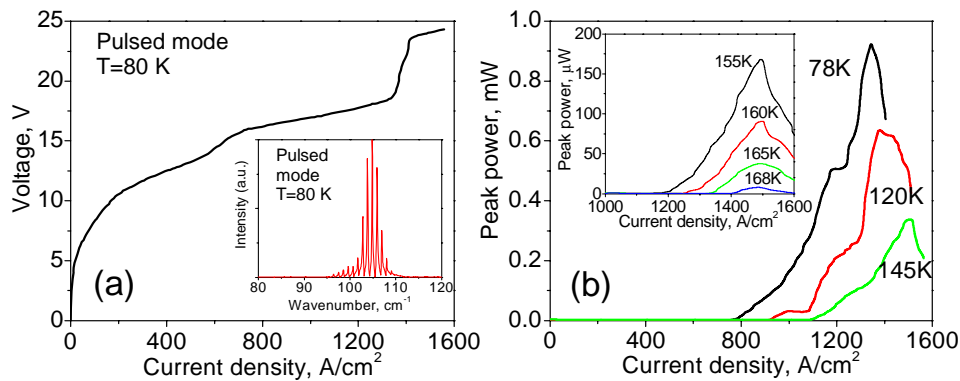 (a)
Pulsed mode
T=80 K
Voltage, V
25
20
15
10
5
0
0 400 800 1200 1600
Current density, A/cm²
Pulsed
mode
T=80 K
Intensity (a.u.)
80 90 100 110 120
Wavenumber, cm⁻¹
(b)
Peak power, mW
1.0
0.8
0.6
0.4
0.2
0.0
0 400 800 1200 1600
Current density, A/cm²
78K
120K
145K
Peak power, μW
200
150
100
50
0
1000 1200 1400 1600
Current density, A/cm²
155K
160K
165K
168K